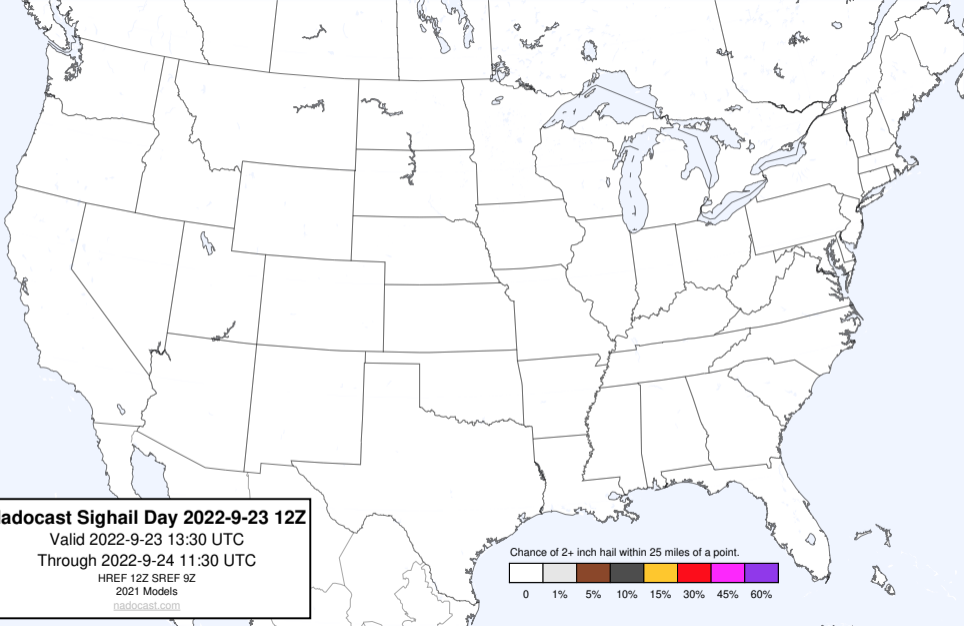 adocast Sighail Day 2022-9-23 12Z
Valid 2022-9-23 13:30 UTC
Through 2022-9-24 11:30 UTC
HREF 12Z SREF 9Z
2021 Models
nadocast.com
Chance of 2+ inch hail within 25 miles of a point.
0 1% 5% 10% 15% 30% 45% 60%